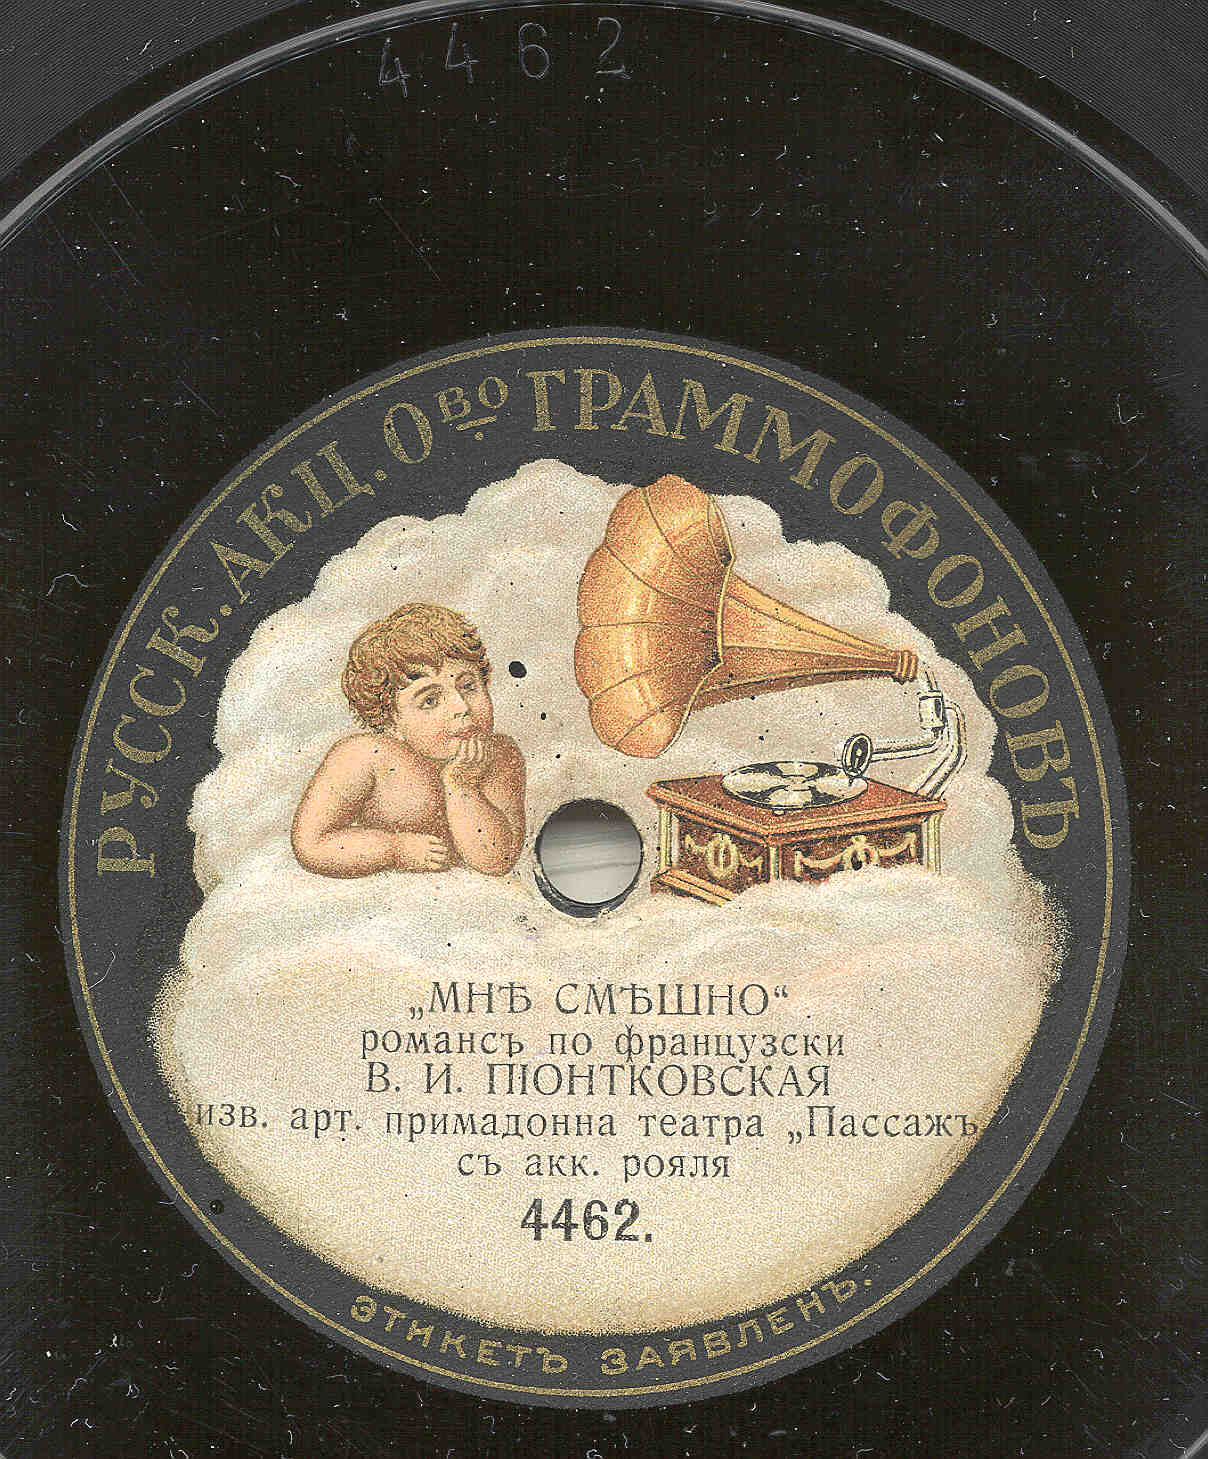 4462
РУССК. АКЦ. Ово ГРАММОФОНОВЪ
„МНѢ СМѢШНО“
романсъ по французски
В. И. ПІОНТКОВСКАЯ
изв. арт. примадонна театра „Пассажъ
съ акк. рояля
4462.
ЭТИКЕТЪ ЗАЯВЛЕНЪ.